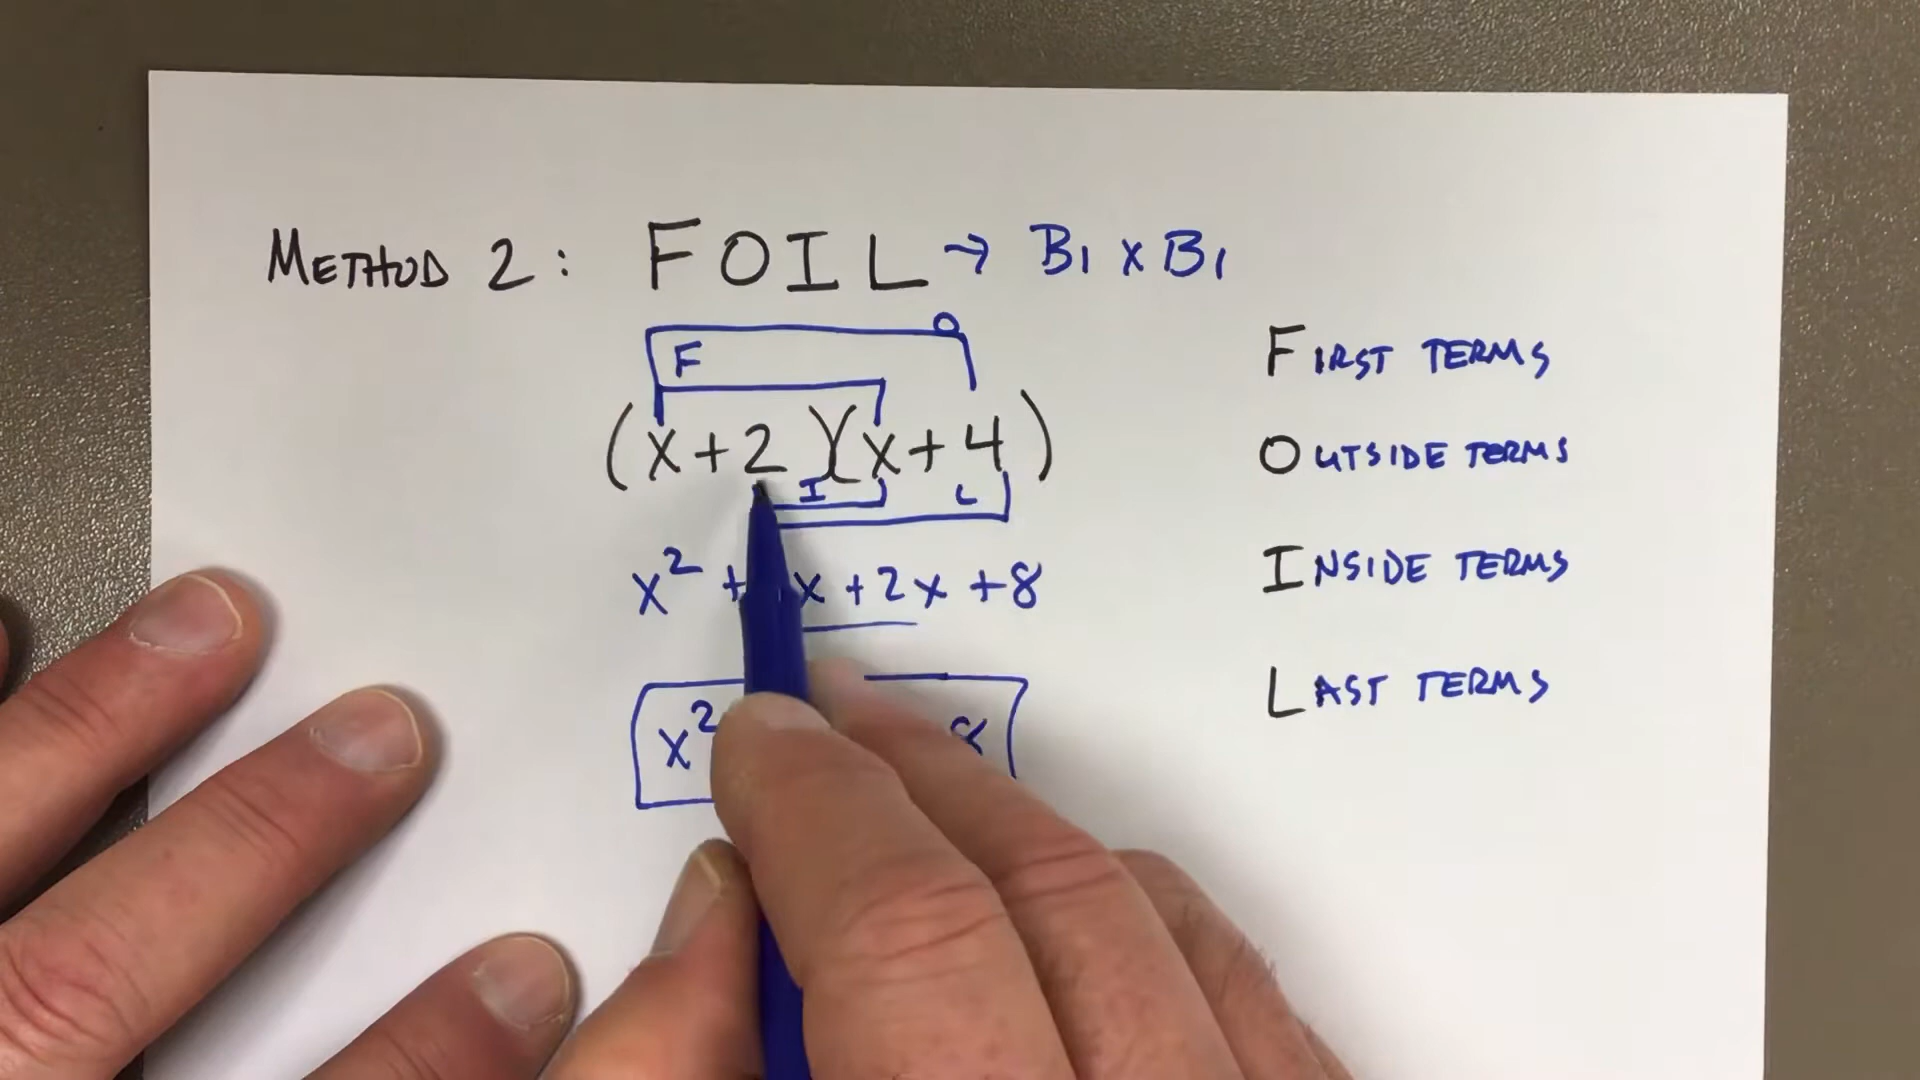 METHOD 2: FOIL → BI x BI
F
O
(x+2)(x+4)
I
L
x² + x + 2x + 8
x² 8
FIRST TERMS
OUTSIDE TERMS
INSIDE TERMS
LAST TERMS